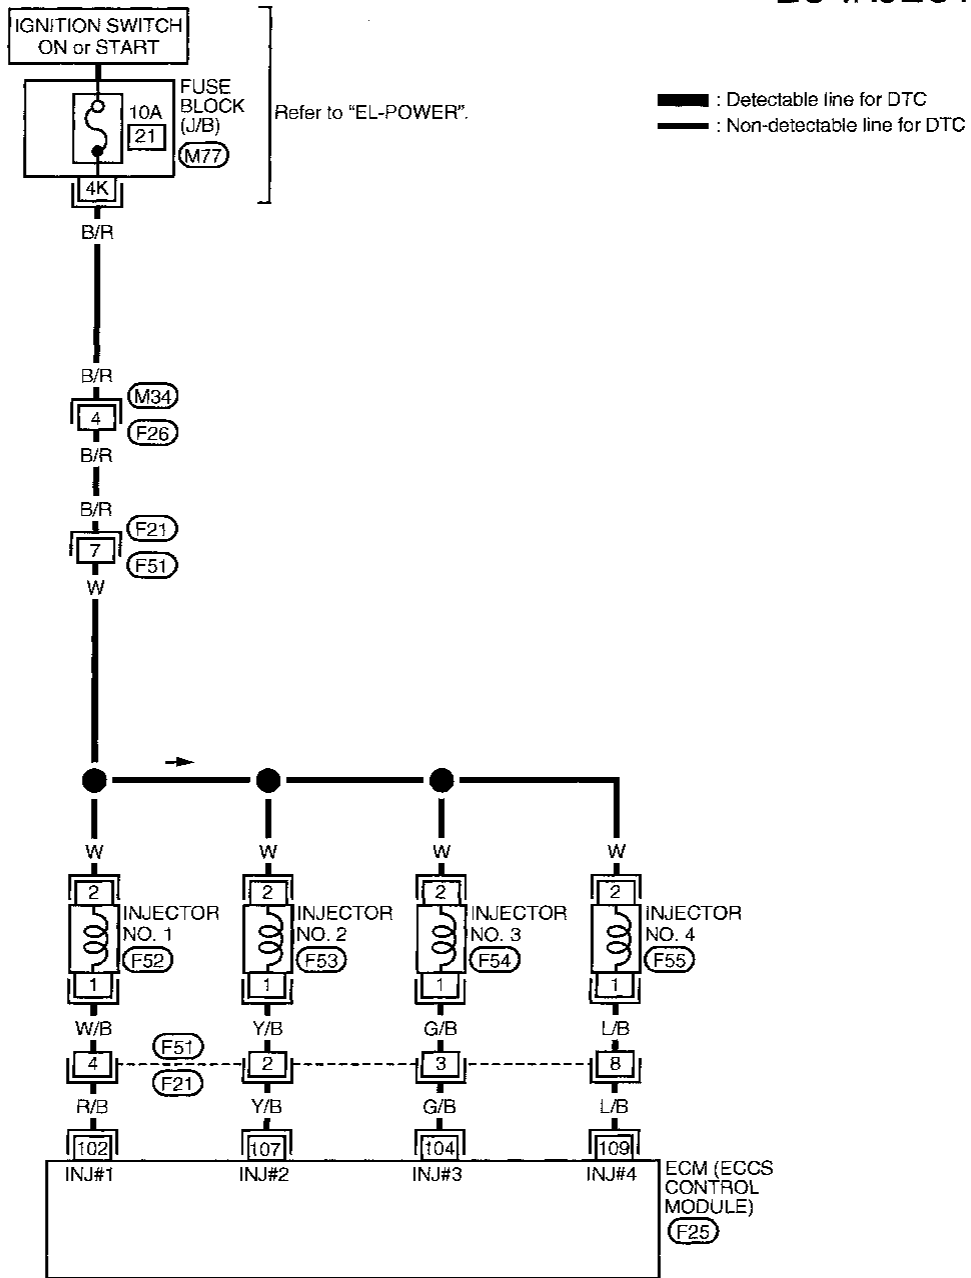 IGNITION SWITCH
ON or START
FUSE
BLOCK
(J/B)
10A
21
M77
Refer to "EL-POWER".
: Detectable line for DTC
: Non-detectable line for DTC
4K
B/R
B/R
M34
4
F26
B/R
B/R
F21
7
F51
W
W W W W
2 2 2 2
INJECTOR
NO. 1
F52
INJECTOR
NO. 2
F53
INJECTOR
NO. 3
F54
INJECTOR
NO. 4
F55
1 1 1 1
W/B Y/B G/B L/B
F51
4 2 3 8
F21
R/B Y/B G/B L/B
102 107 104 109
INJ#1 INJ#2 INJ#3 INJ#4
ECM (ECCS
CONTROL
MODULE)
F25